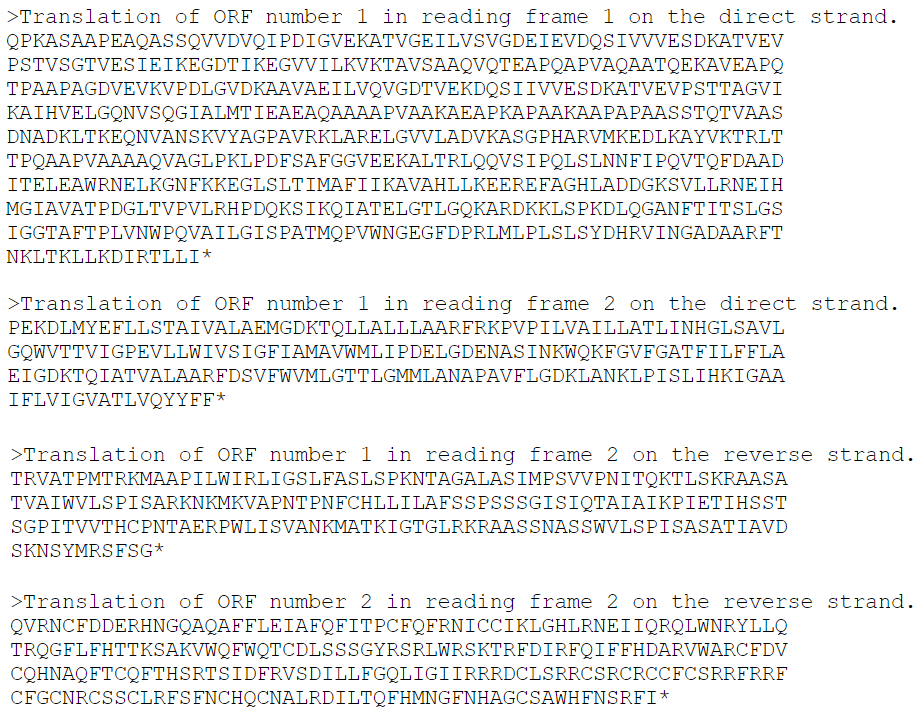 >Translation of ORF number 1 in reading frame 1 on the direct strand.
QPKASAAPEAQASSQVVDVQIPDIGVEKATVGEILVSVGDEIEVDQSIVVVESDKATVEV
PSTVSGTVESIEIKEGDTIKEGVVILKVKTAVSAAQVQTEAPQAPVAQAATQEKAVEAPQ
TPAAPAGDVEVKVPDLGVDKAAVAEILVQVGDTVEKDQSIIVVESDKATVEVPSTTAGVI
KAIHVELGQNVSQGIALMTIEAEAQAAAAPVAAKAEAPKAPAAKAAPAPAASSTQTVAAS
DNADKLTKEQNVANSKVYAGPAVRKLARELGVVLADVKASGPHARVMKEDLKAYVKTRLT
TPQAAPVAAAAQVAGLPKLPDFSAFGGVEEKALTRLQQVSIPQLSLNNFIPQVTQFDAAD
ITELEAWRNELKGNFKKEGLSLTIMAFIIKAVAHLLKEEREFAGHLADDGKSVLLRNEIH
MGIAVATPDGLTVPVLRHPDQKSIKQIATELGTLGQKARDKKLSPKDLQGANFTITSLGS
IGGTAFTPLVNWPQVAILGISPATMQPVWNGEGFDPRLMLPLSLSYDHRVINGADAARFT
NKLTKLLKDIRTLLI*
>Translation of ORF number 1 in reading frame 2 on the direct strand.
PEKDLMYEFLLSTAIVALAEMGDKTQLLALLLAARFRKPVPILVAILLATLINHGLSAVL
GQWVTTVIGPEVLLWIVSIGFIAMAVWMLIPDELGDENASINKWQKFGVFGATFILFFLA
EIGDKTQIATVALAARFDSVFWVMLGTTLGMMLANAPAVFLGDKLANKLPISLIHKIGAA
IFLVIGVATLVQYYFF*
>Translation of ORF number 1 in reading frame 2 on the reverse strand.
TRVATPMTRKMAAPILWIRLIGSLFASLSPKNTAGALASIMPSVVPNITQKTLSKRAASA
TVAIWVLSPISARKNKMKVAPNTPNFCHLLILAFSSPSSSGISIQTAIAIKPIETIHSST
SGPITVVTHCPNTAERPWLISVANKMATKIGTGLRKRAASSNASSWVLSPISASATIAVD
SKNSYMRSFSG*
>Translation of ORF number 2 in reading frame 2 on the reverse strand.
QVRNCFDDERHNGQAQAFFLEIAFQFITPCFQFRNICCIKLGHLRNEIIQRQLWNRYLLQ
TRQGFLFHTTKSAKVWQFWQTCDLSSSGYRSRLWRSKTRFDIRFQIFFHDARVWARCFDV
CQHNAQFTCQFTHSRTSIDFRVSDILLFGQLIGIIRRRDCLSRRCSRCRCCFCSRRFRRF
CFGCNRCSSCLRFSFNCHQCNALRDILTQFHMNGFNHAGCSAWHFNSRFI*